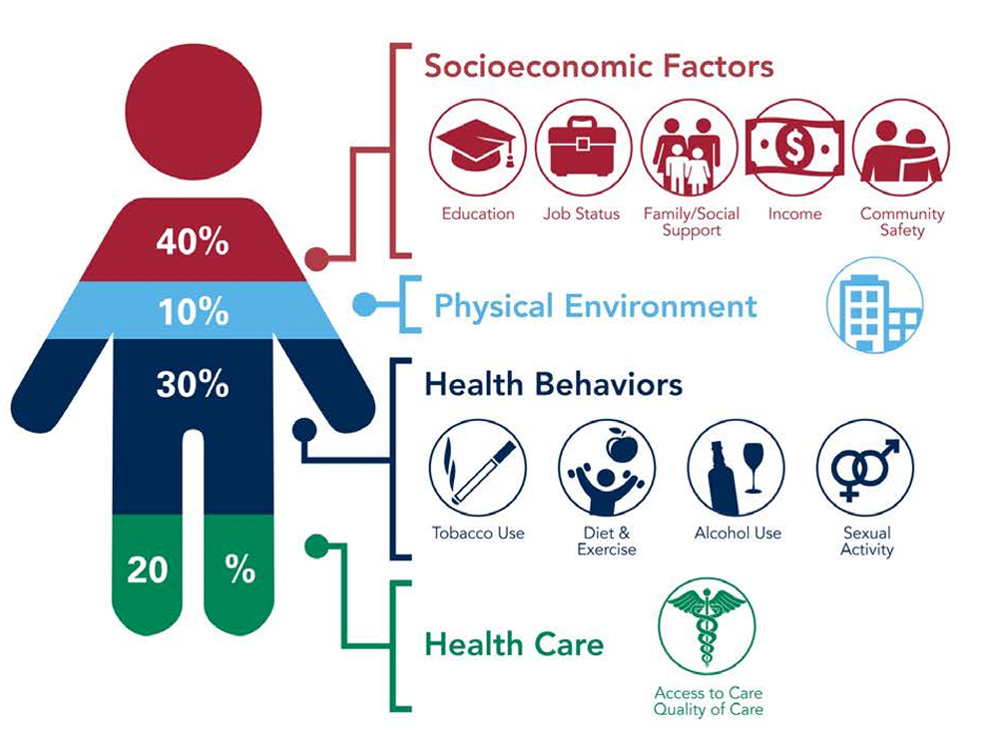 Socioeconomic Factors
Education
Job Status
Family/Social
Support
Income
Community
Safety
40%
10%
Physical Environment
30%
Health Behaviors
Tobacco Use
Diet &
Exercise
Alcohol Use
Sexual
Activity
20 %
Health Care
Access to Care
Quality of Care
$